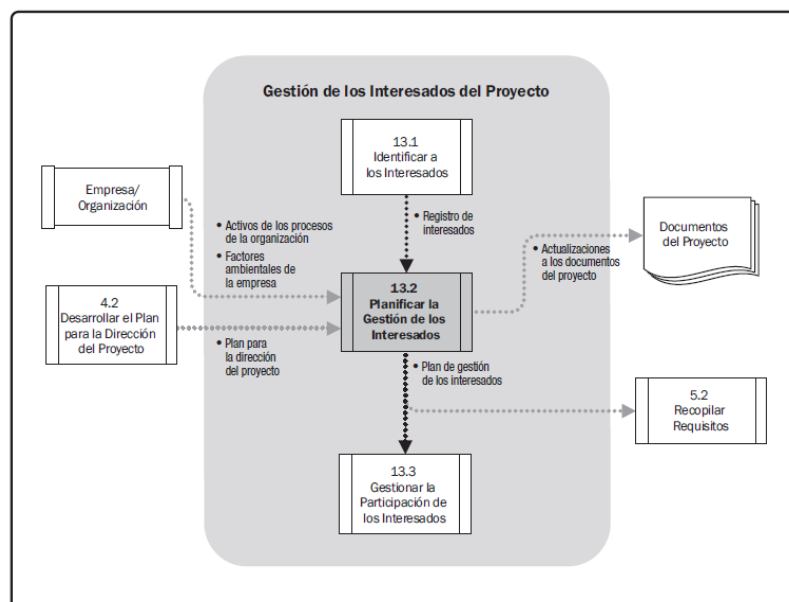 Gestión de los Interesados del Proyecto
13.1
Identificar a
los Interesados
Empresa/
Organización
• Activos de los procesos
de la organización
• Factores
ambientales de
la empresa
• Registro de
interesados
• Actualizaciones
a los documentos
del proyecto
Documentos
del Proyecto
4.2
Desarrollar el Plan
para la Dirección
del Proyecto
13.2
Planificar la
Gestión de los
Interesados
• Plan para
la dirección
del proyecto
• Plan de gestión
de los interesados
5.2
Recopilar
Requisitos
13.3
Gestionar la
Participación de
los Interesados